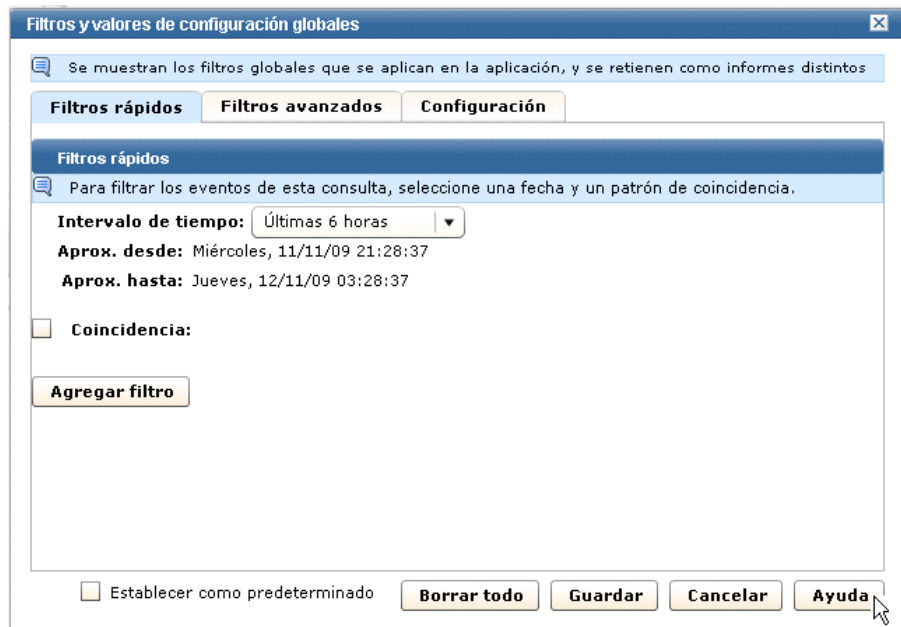 Filtros y valores de configuración globales
Se muestran los filtros globales que se aplican en la aplicación, y se retienen como informes distintos
Filtros rápidos
Filtros avanzados
Configuración
Filtros rápidos
Para filtrar los eventos de esta consulta, seleccione una fecha y un patrón de coincidencia.
Intervalo de tiempo: Últimas 6 horas
Aprox. desde: Miércoles, 11/11/09 21:28:37
Aprox. hasta: Jueves, 12/11/09 03:28:37
Coincidencia:
Agregar filtro
Establecer como predeterminado
Borrar todo
Guardar
Cancelar
Ayuda